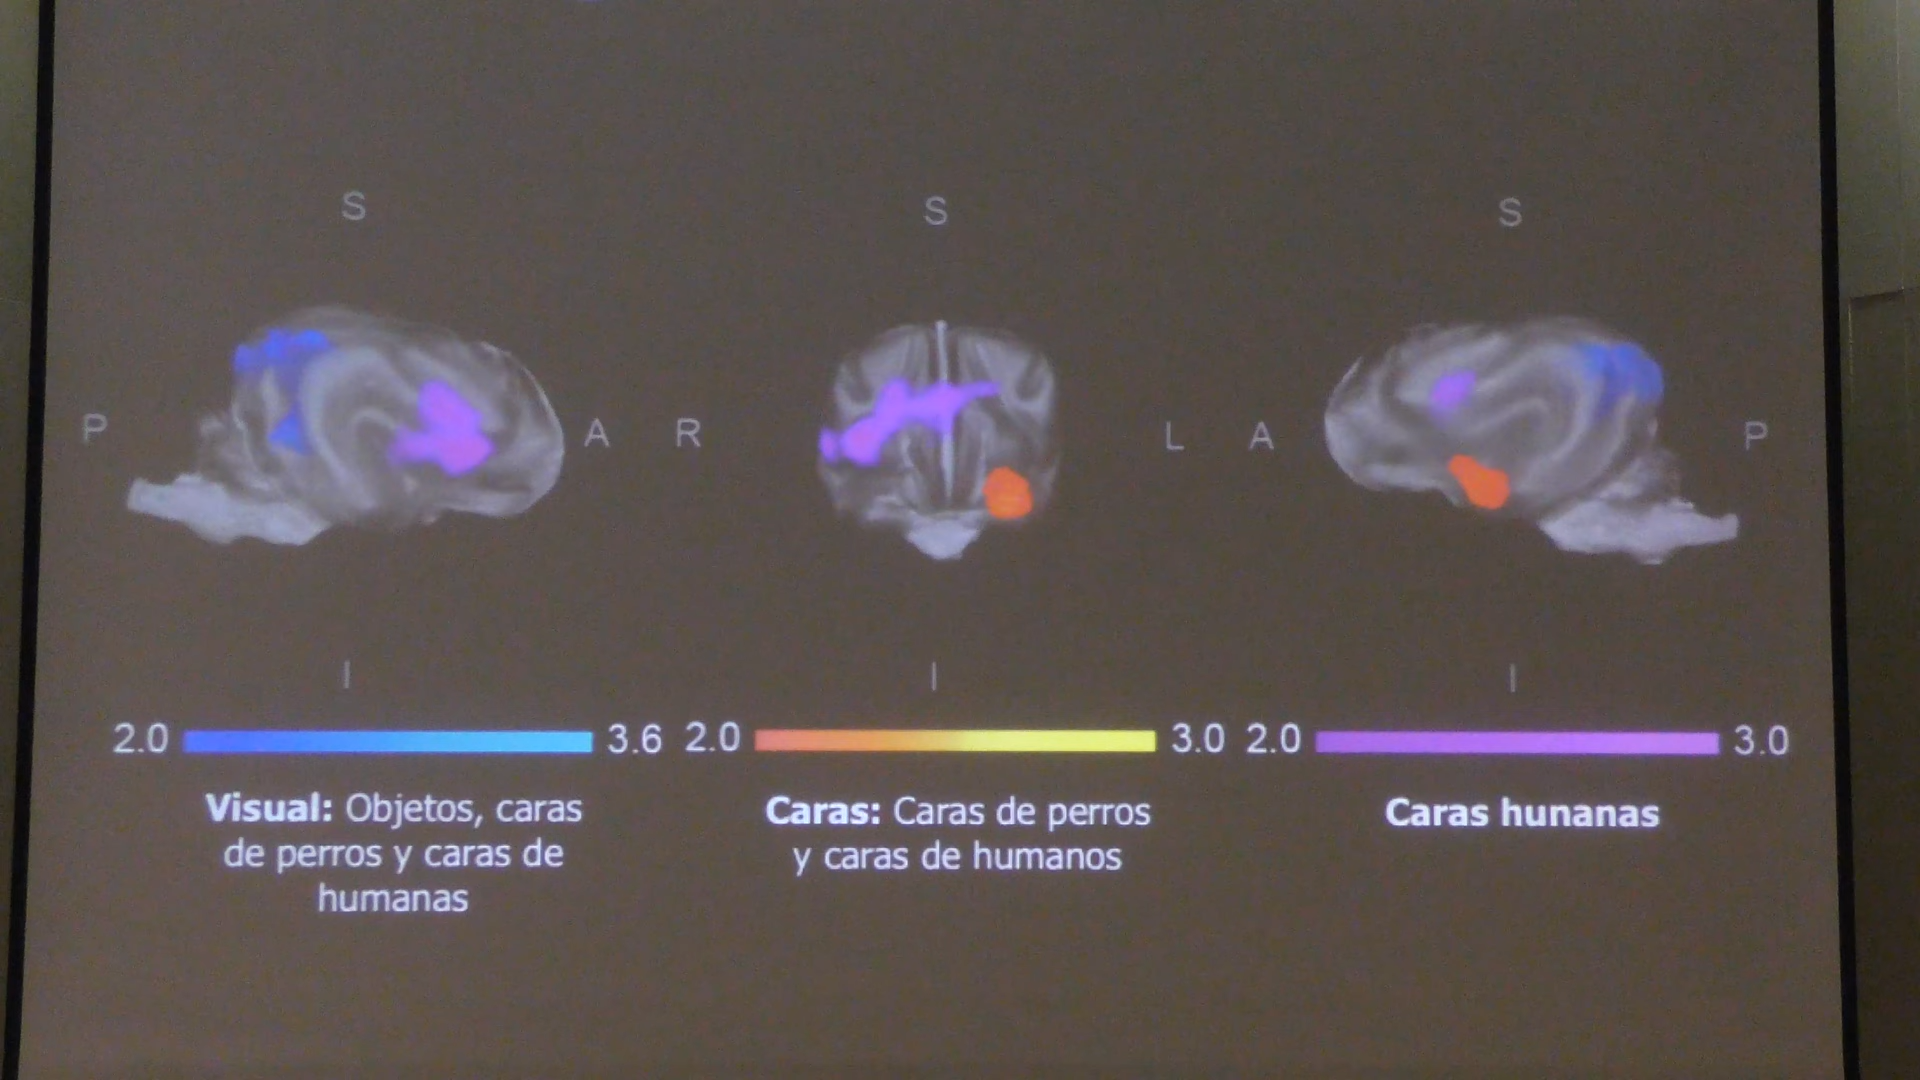 S S S
P A R L A P
I I I
2.0 3.6 2.0 3.0 2.0 3.0
Visual: Objetos, caras
de perros y caras de
humanas
Caras: Caras de perros
y caras de humanos
Caras hunanas